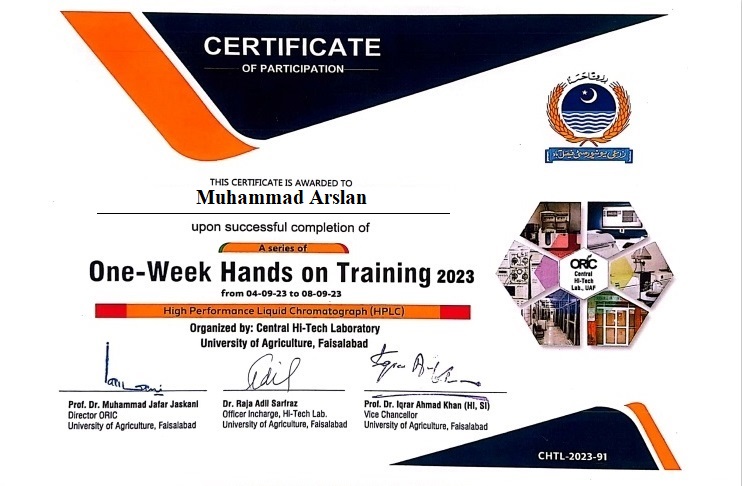 CERTIFICATE
OF PARTICIPATION
THIS CERTIFICATE IS AWARDED TO
Muhammad Arslan
upon successful completion of
A series of
One-Week Hands on Training 2023
from 04-09-23 to 08-09-23
High Performance Liquid Chromatograph (HPLC)
Organized by: Central HI-Tech Laboratory
University of Agriculture, Faisalabad
ORIC
Central
Hi-Tech
Lab., UAF
Prof. Dr. Muhammad Jafar Jaskani
Director ORIC
University of Agriculture, Faisalabad
Dr. Raja Adil Sarfraz
Officer Incharge, HI-Tech Lab.
University of Agriculture, Faisalabad
Prof. Dr. Iqrar Ahmad Khan (HI, SI)
Vice Chancellor
University of Agriculture, Faisalabad
CHTL-2023-91